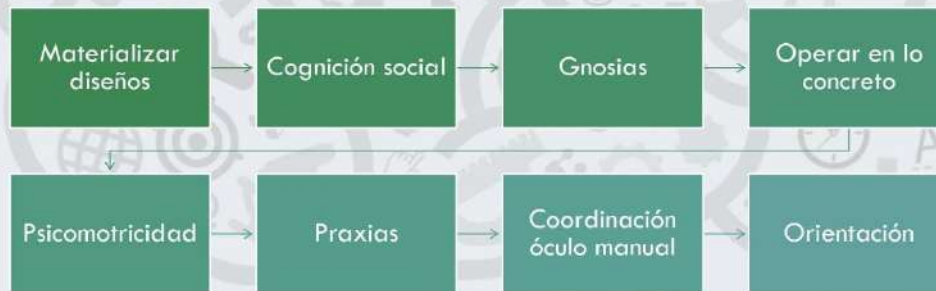 Materializar
diseños
Cognición social
Gnosias
Operar en lo
concreto
Psicomotricidad
Praxias
Coordinación
óculo manual
Orientación